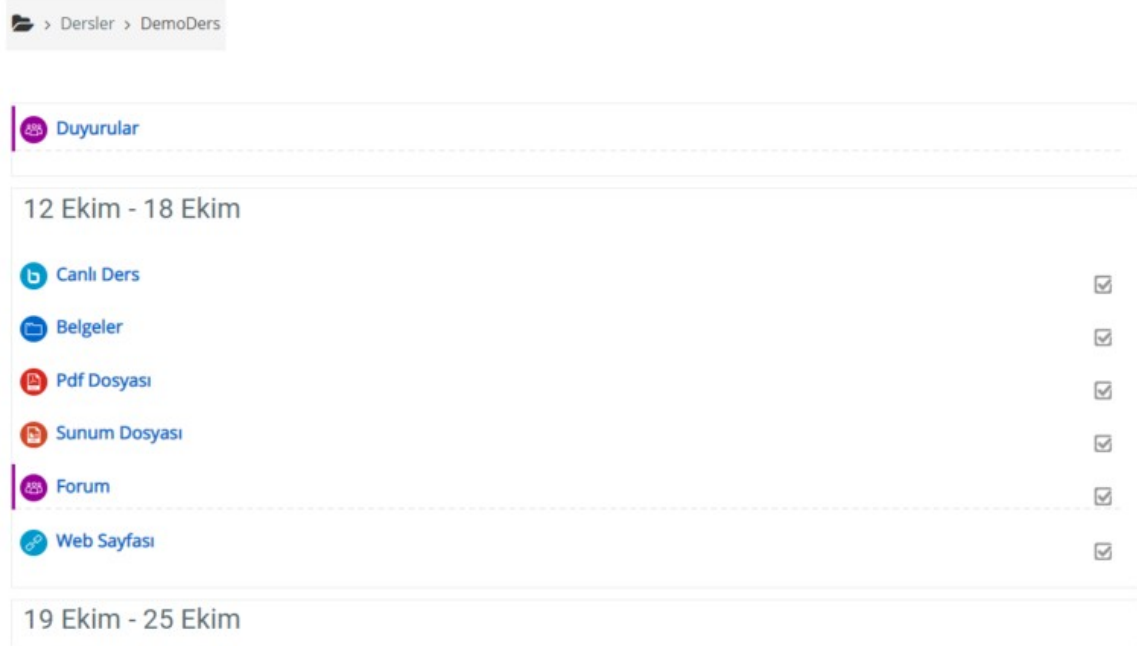 > Dersler > DemoDers
Duyurular
12 Ekim - 18 Ekim
Canlı Ders
Belgeler
Pdf Dosyası
Sunum Dosyası
Forum
Web Sayfası
19 Ekim - 25 Ekim